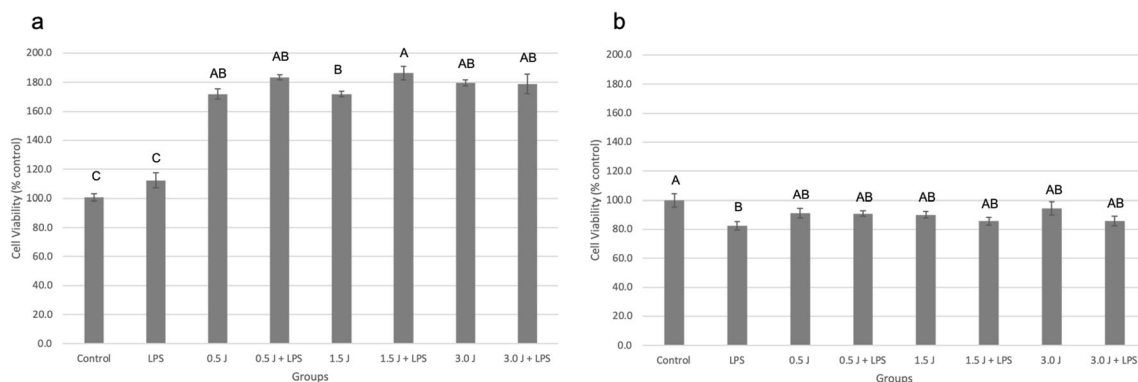 a
200.0
180.0
160.0
140.0
120.0
100.0
80.0
60.0
40.0
20.0
0.0
Cell Viability (% control)
C
C
AB
AB
B
A
AB
AB
Control
LPS
0.5 J
0.5 J + LPS
1.5 J
1.5 J + LPS
3.0 J
3.0 J + LPS
Groups
b
200.0
180.0
160.0
140.0
120.0
100.0
80.0
60.0
40.0
20.0
0.0
Cell Viability (% control)
A
B
AB
AB
AB
AB
AB
AB
Control
LPS
0.5 J
0.5 J + LPS
1.5 J
1.5 J + LPS
3.0 J
3.0 J + LPS
Groups